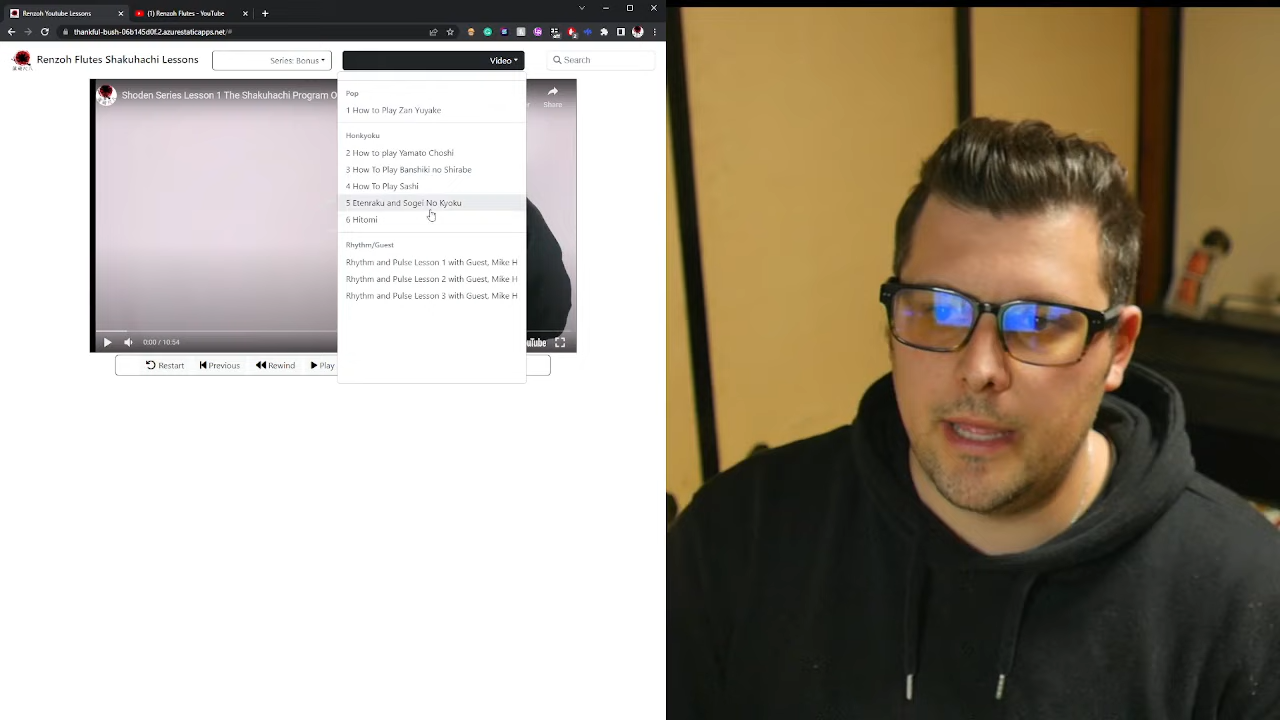 Renzoh Youtube Lessons
(1) Renzoh Flutes - YouTube
thankful-bush-06b145d0f.2.azurestaticapps.net/#
Renzoh Flutes Shakuhachi Lessons
Series: Bonus
Video
Search
Shoden Series Lesson 1 The Shakuhachi Program O
Share
Pop
1 How to Play Zan Yuyake
Honkyoku
2 How to play Yamato Choshi
3 How To Play Banshiki no Shirabe
4 How To Play Sashi
5 Etenraku and Sogei No Kyoku
6 Hitomi
Rhythm/Guest
Rhythm and Pulse Lesson 1 with Guest, Mike H
Rhythm and Pulse Lesson 2 with Guest, Mike H
Rhythm and Pulse Lesson 3 with Guest, Mike H
0:00 / 10:54
Restart Previous Rewind Play